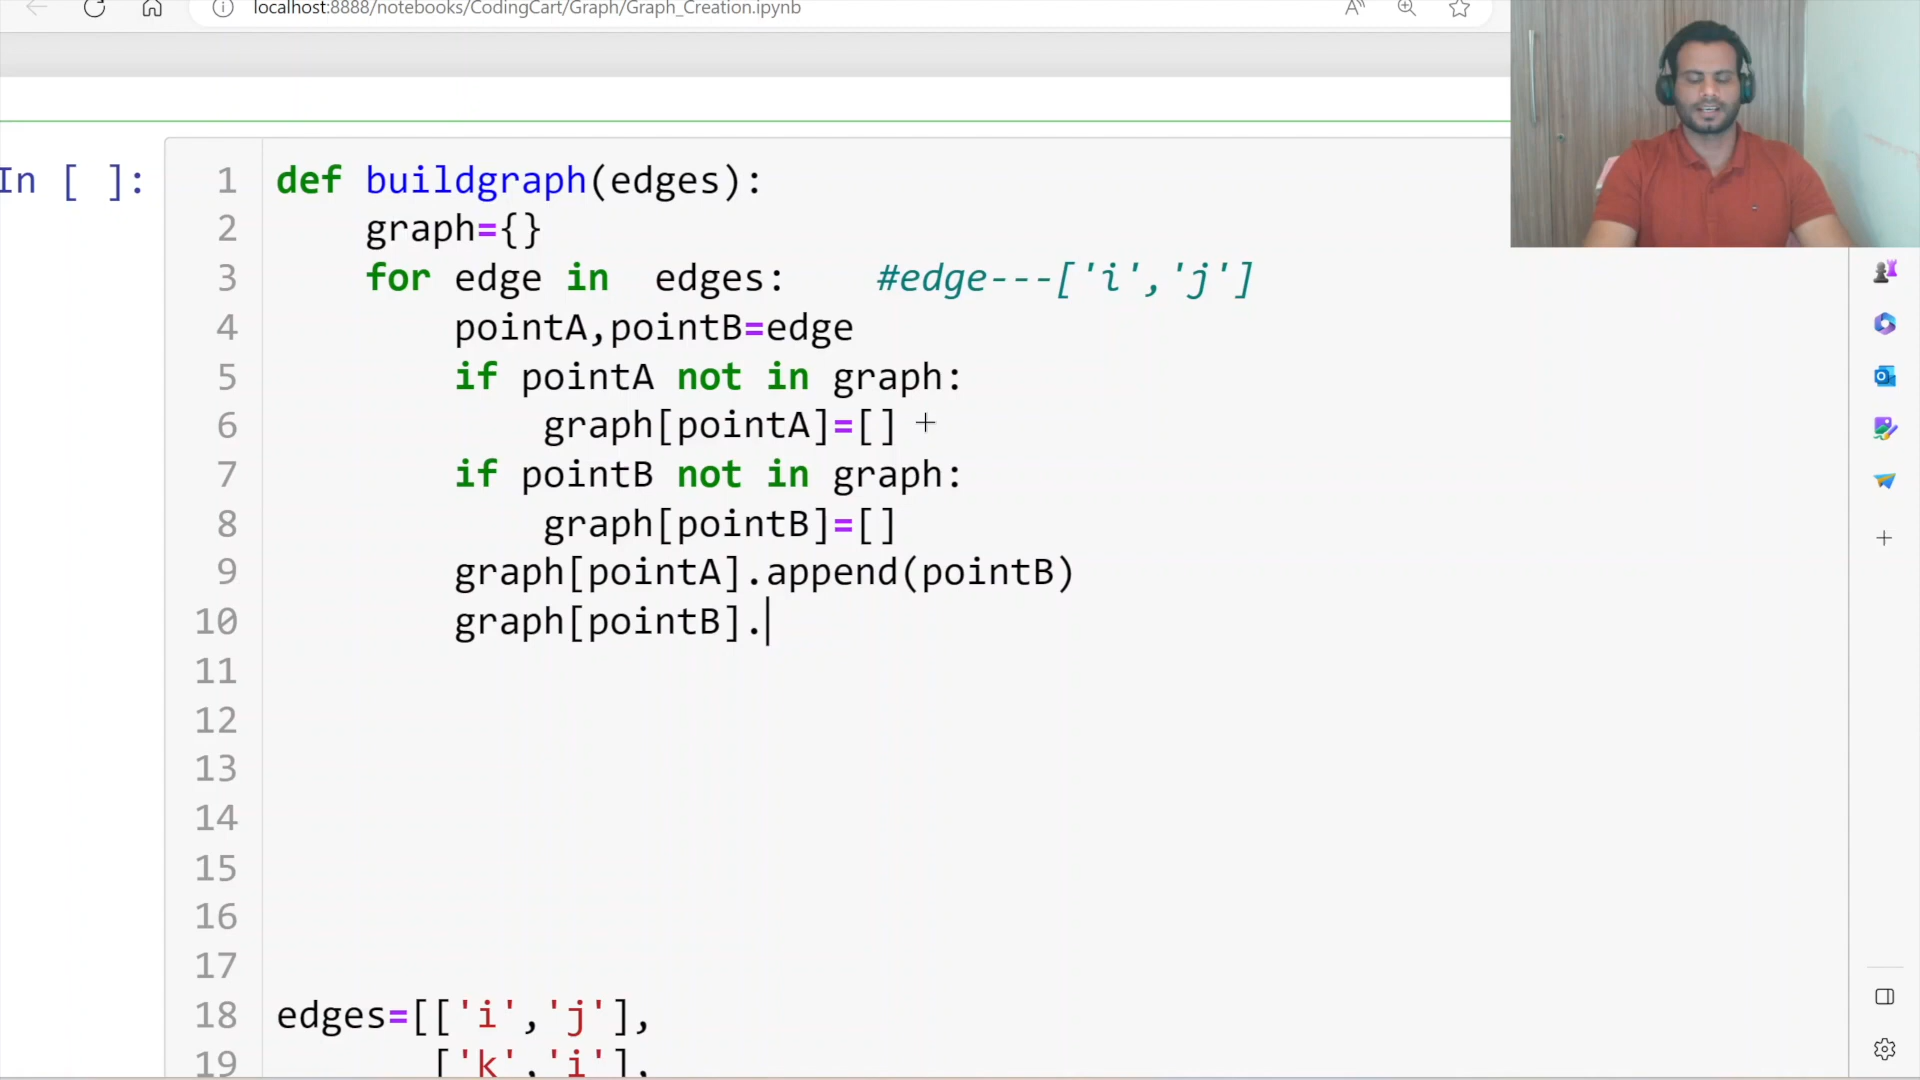 localhost:8888/notebooks/CodingCart/Graph/Graph_Creation.ipynb
In [ ]:
1 def buildgraph(edges):
2 graph={}
3 for edge in  edges:     #edge---['i','j']
4 pointA,pointB=edge
5 if pointA not in graph:
6 graph[pointA]=[]
7 if pointB not in graph:
8 graph[pointB]=[]
9 graph[pointA].append(pointB)
10 graph[pointB].
11
12
13
14
15
16
17
18 edges=[['i','j'],
19 ['k','i'],